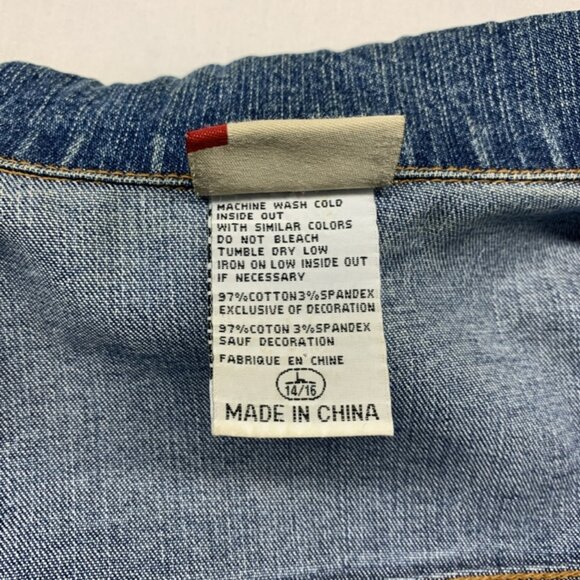 MACHINE WASH COLD
INSIDE OUT
WITH SIMILAR COLORS
DO NOT BLEACH
TUMBLE DRY LOW
IRON ON LOW INSIDE OUT
IF NECESSARY
97%COTTON3%SPANDEX
EXCLUSIVE OF DECORATION
97%COTON 3%SPANDEX
SAUF DECORATION
FABRIQUE EN CHINE
L
14/16
MADE IN CHINA